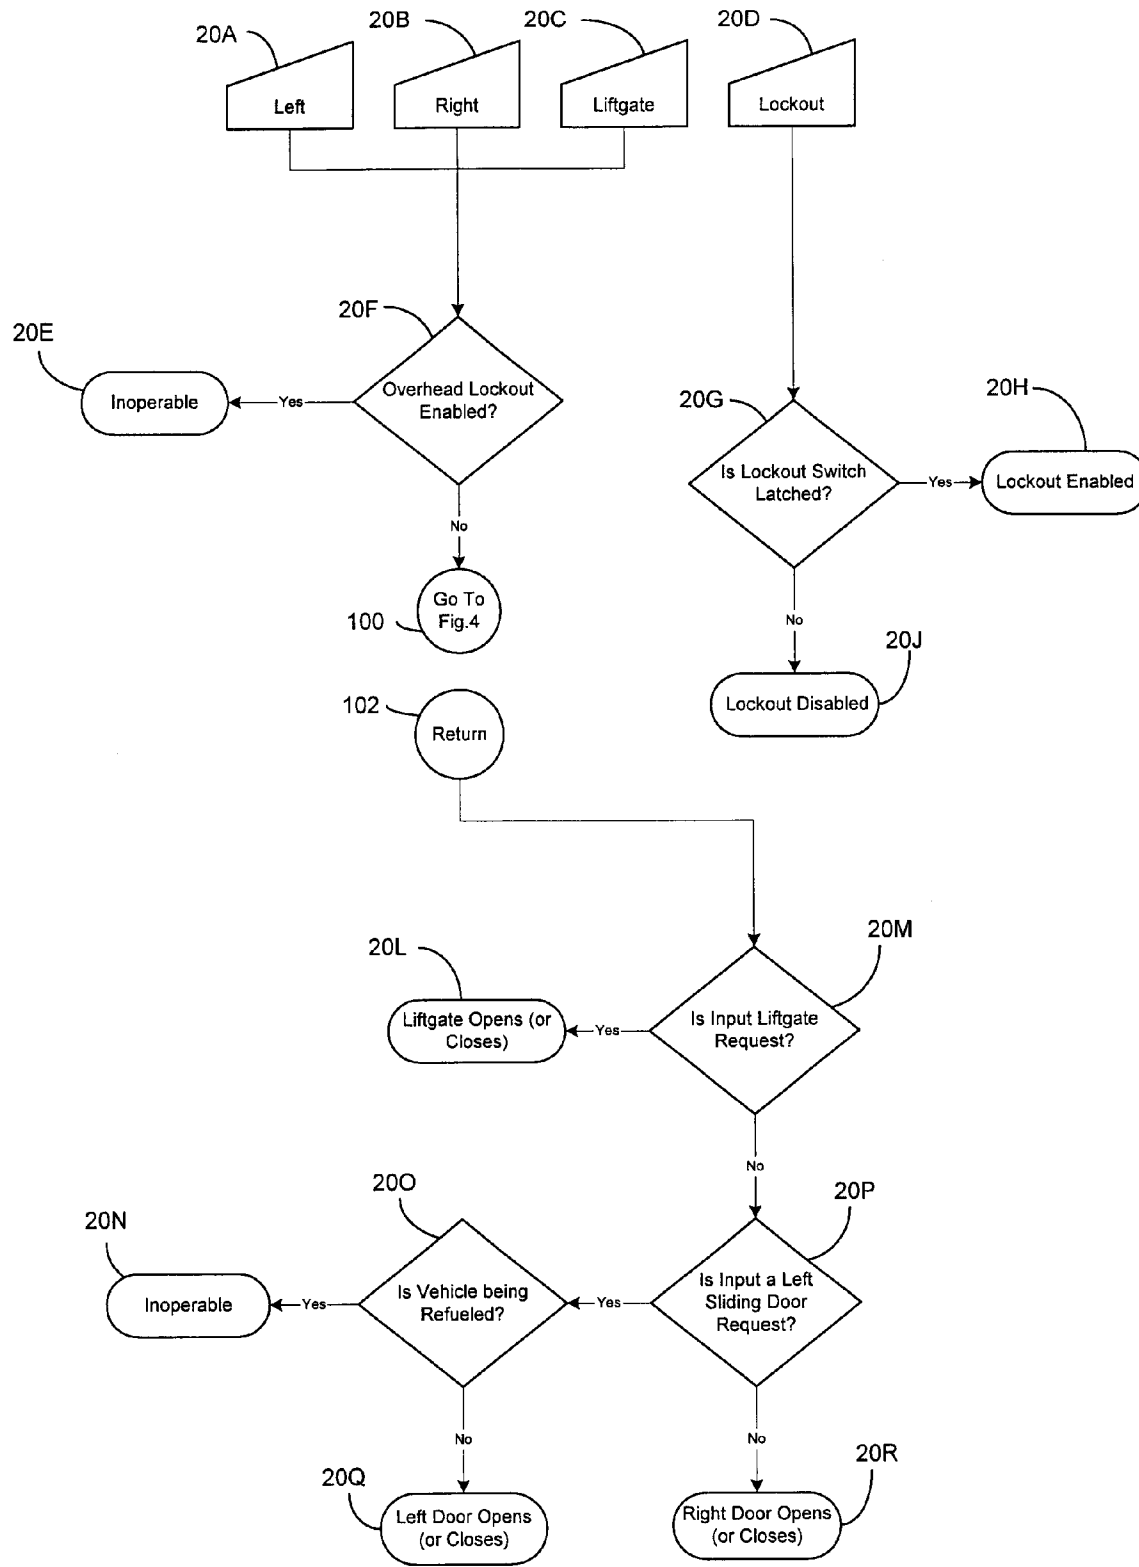 20A
20B
20C
20D
Left
Right
Liftgate
Lockout
20E
20F
Inoperable
Yes
Overhead Lockout
Enabled?
20G
20H
Is Lockout Switch
Latched?
Yes
Lockout Enabled
No
Go To
Fig.4
100
No
20J
Lockout Disabled
102
Return
20L
20M
Liftgate Opens (or
Closes)
Yes
Is Input Liftgate
Request?
No
20N
20O
20P
Inoperable
Yes
Is Vehicle being
Refueled?
Yes
Is Input a Left
Sliding Door
Request?
No
No
20Q
20R
Left Door Opens
(or Closes)
Right Door Opens
(or Closes)